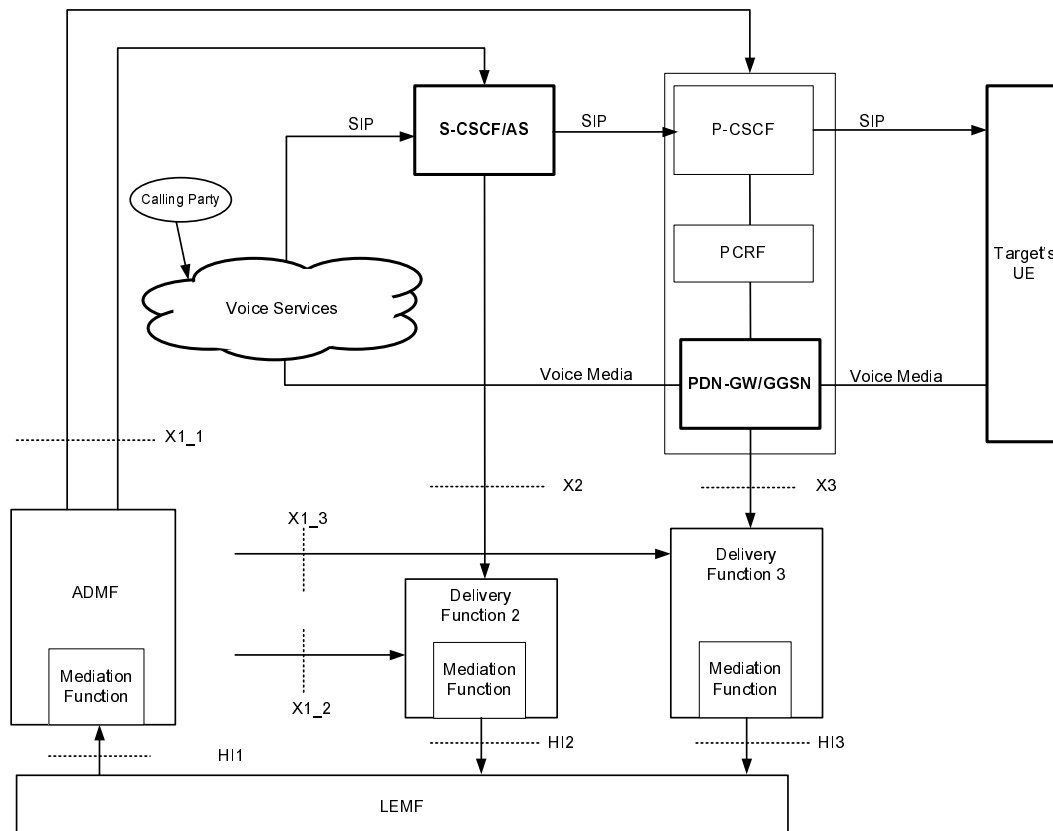 SIP
S-CSCF/AS
SIP
P-CSCF
SIP
Calling Party
PCRF
Target's
UE
Voice Services
Voice Media
PDN-GW/GGSN
Voice Media
X1_1
X2
X3
X1_3
ADMF
Delivery
Function 2
Delivery
Function 3
Mediation
Function
Mediation
Function
Mediation
Function
X1_2
HI1
HI2
HI3
LEMF